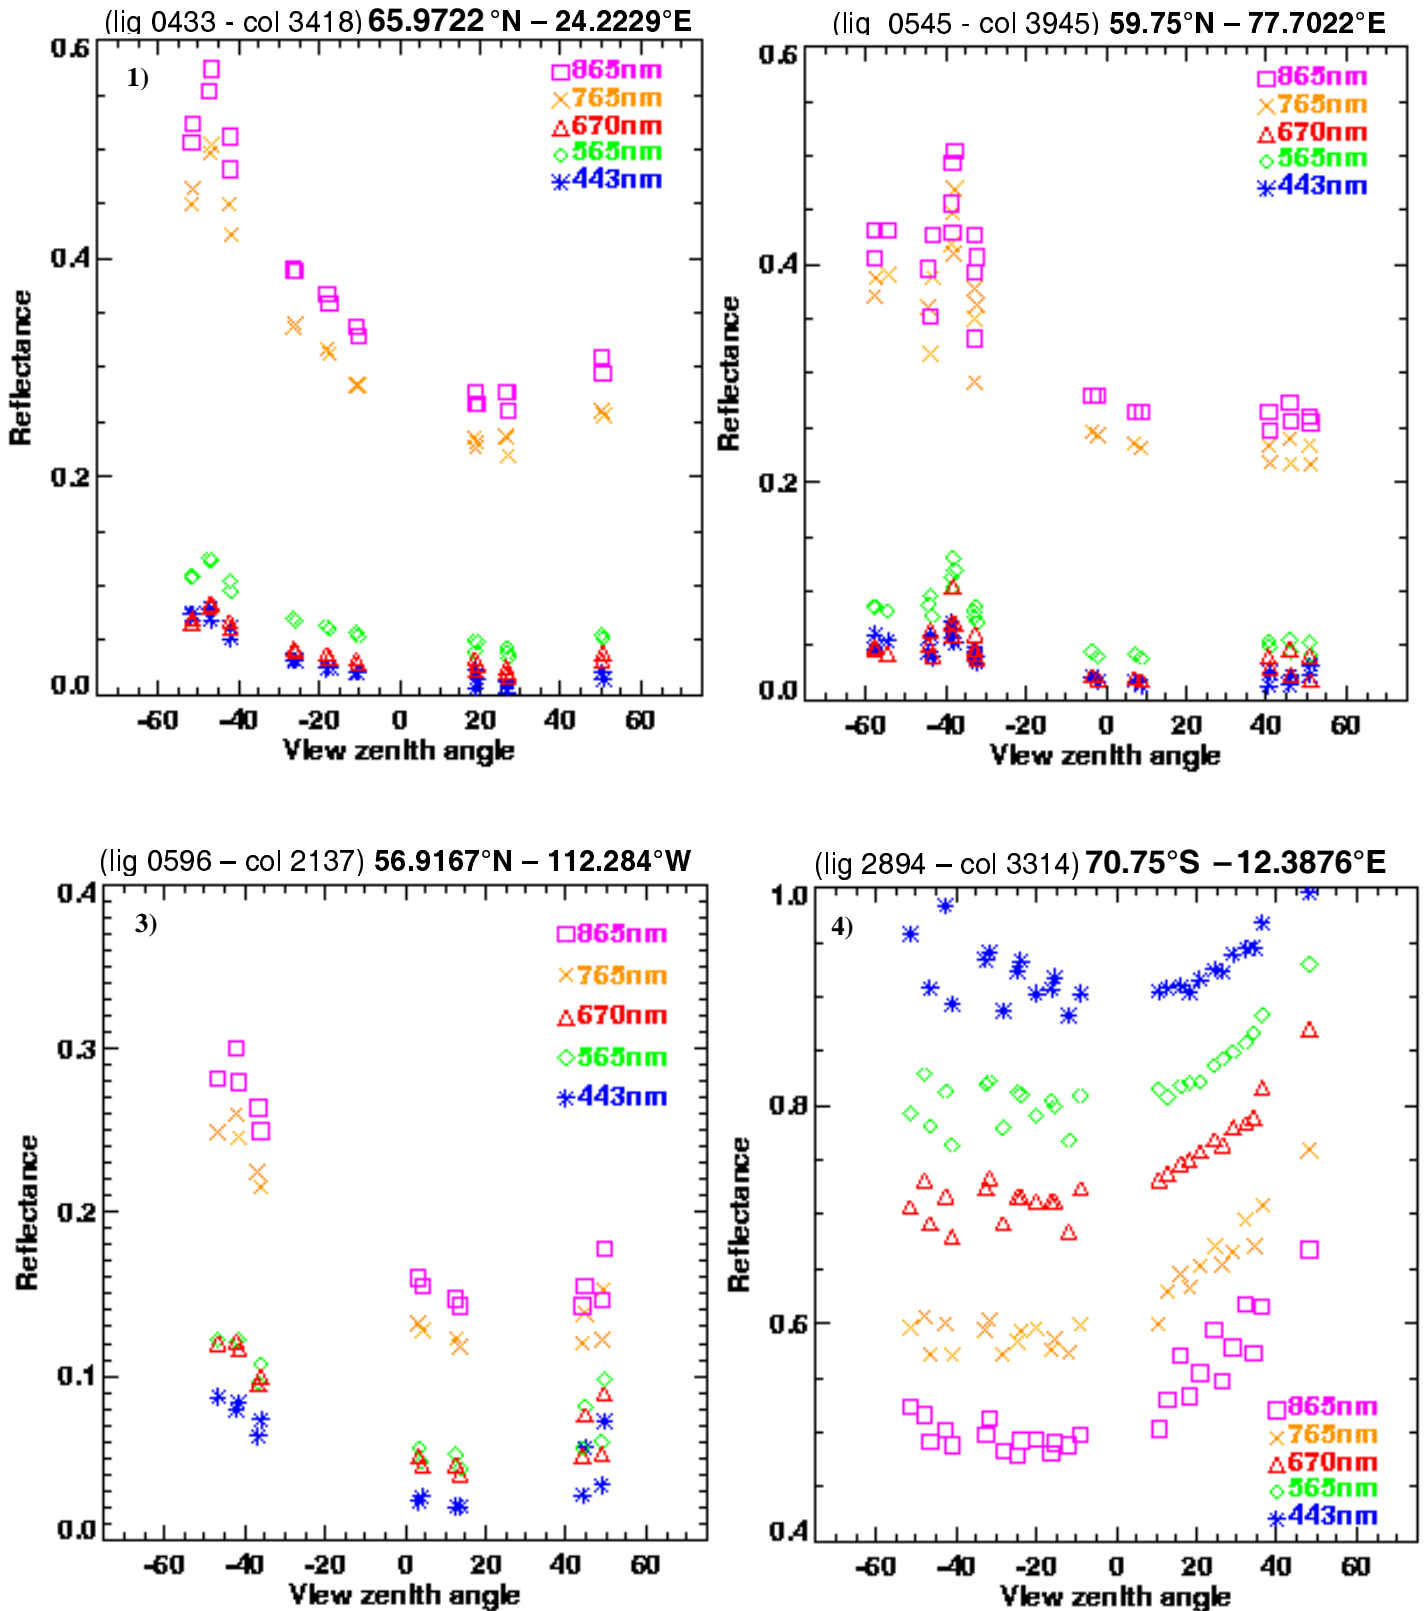 (lig 0433 - col 3418) 65.9722 °N – 24.2229°E
1)
865nm
765nm
670nm
565nm
443nm
0.6
0.4
0.2
0.0
Reflectance
-60 -40 -20 0 20 40 60
View zenith angle
(lig 0545 - col 3945) 59.75°N – 77.7022°E
865nm
765nm
670nm
565nm
443nm
0.6
0.4
0.2
0.0
Reflectance
-60 -40 -20 0 20 40 60
View zenith angle
(lig 0596 – col 2137) 56.9167°N – 112.284°W
3)
865nm
765nm
670nm
565nm
443nm
0.4
0.3
0.2
0.1
0.0
Reflectance
-60 -40 -20 0 20 40 60
View zenith angle
(lig 2894 – col 3314) 70.75°S – 12.3876°E
4)
1.0
0.8
0.6
0.4
Reflectance
865nm
765nm
670nm
565nm
443nm
-60 -40 -20 0 20 40 60
View zenith angle